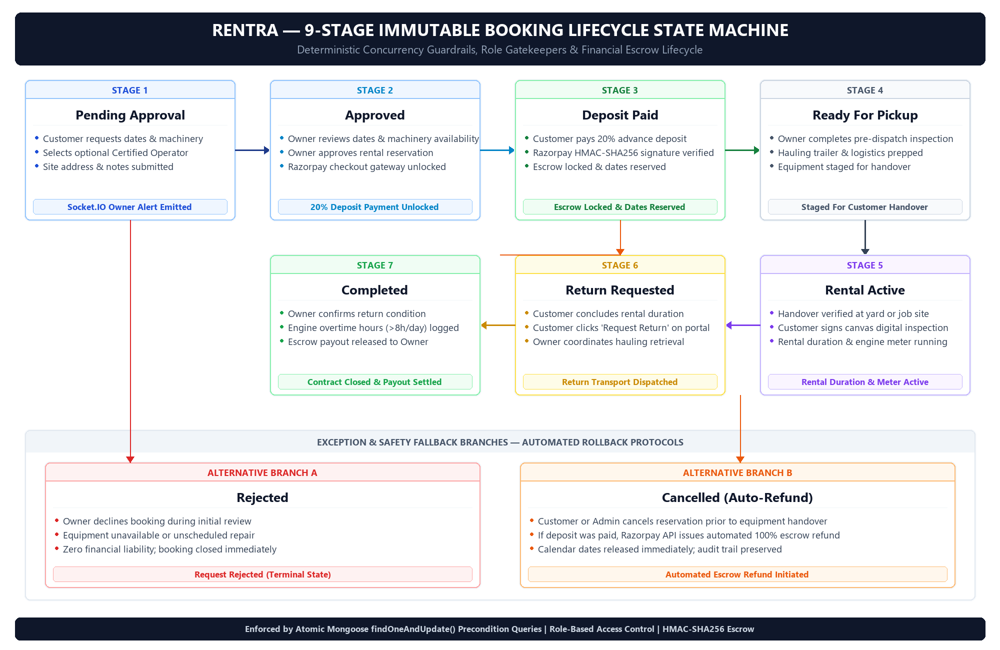 RENTRA — 9-STAGE IMMUTABLE BOOKING LIFECYCLE STATE MACHINE
Deterministic Concurrency Guardrails, Role Gatekeepers & Financial Escrow Lifecycle
STAGE 1
Pending Approval
• Customer requests dates & machinery
• Selects optional Certified Operator
• Site address & notes submitted
Socket.IO Owner Alert Emitted
STAGE 2
Approved
• Owner reviews dates & machinery availability
• Owner approves rental reservation
• Razorpay checkout gateway unlocked
20% Deposit Payment Unlocked
STAGE 3
Deposit Paid
• Customer pays 20% advance deposit
• Razorpay HMAC-SHA256 signature verified
• Escrow locked & dates reserved
Escrow Locked & Dates Reserved
STAGE 4
Ready For Pickup
• Owner completes pre-dispatch inspection
• Hauling trailer & logistics prepped
• Equipment staged for handover
Staged For Customer Handover
STAGE 7
Completed
• Owner confirms return condition
• Engine overtime hours (>8h/day) logged
• Escrow payout released to Owner
Contract Closed & Payout Settled
STAGE 6
Return Requested
• Customer concludes rental duration
• Customer clicks 'Request Return' on portal
• Owner coordinates hauling retrieval
Return Transport Dispatched
STAGE 5
Rental Active
• Handover verified at yard or job site
• Customer signs canvas digital inspection
• Rental duration & engine meter running
Rental Duration & Meter Active
EXCEPTION & SAFETY FALLBACK BRANCHES — AUTOMATED ROLLBACK PROTOCOLS
ALTERNATIVE BRANCH A
Rejected
• Owner declines booking during initial review
• Equipment unavailable or unscheduled repair
• Zero financial liability; booking closed immediately
Request Rejected (Terminal State)
ALTERNATIVE BRANCH B
Cancelled (Auto-Refund)
• Customer or Admin cancels reservation prior to equipment handover
• If deposit was paid, Razorpay API issues automated 100% escrow refund
• Calendar dates released immediately; audit trail preserved
Automated Escrow Refund Initiated
Enforced by Atomic Mongoose findOneAndUpdate() Precondition Queries | Role-Based Access Control | HMAC-SHA256 Escrow